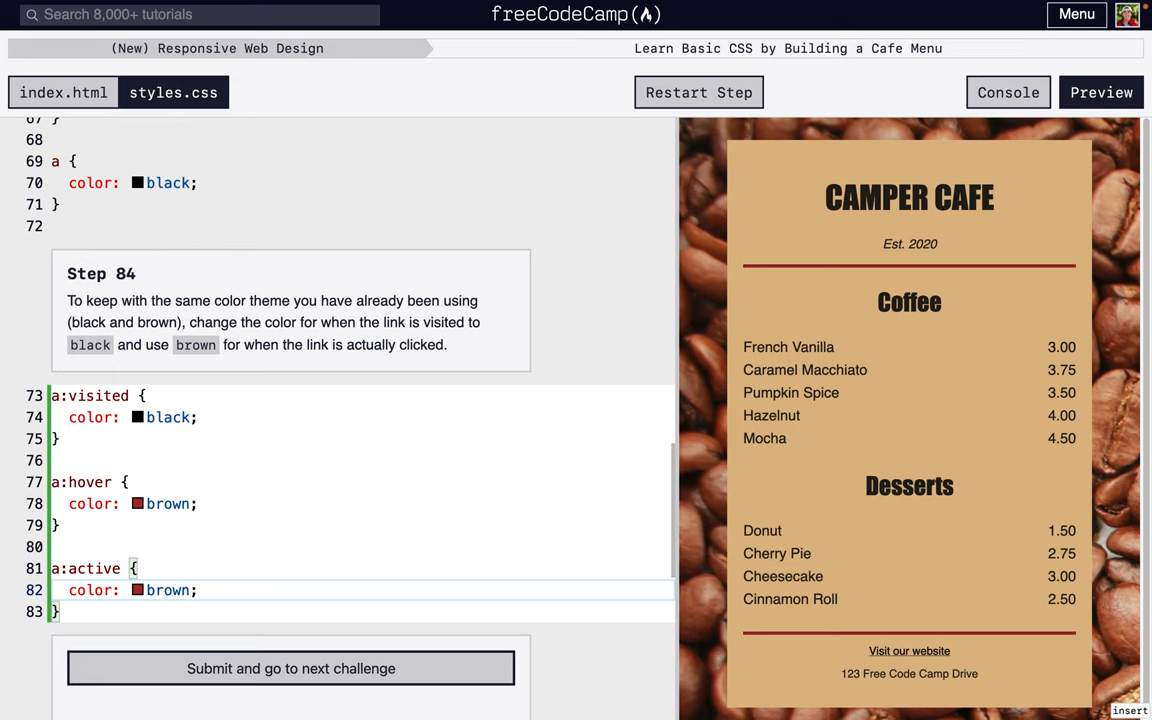 Search 8,000+ tutorials
freeCodeCamp
Menu
(New) Responsive Web Design
Learn Basic CSS by Building a Cafe Menu
index.html
styles.css
Restart Step
Console
Preview
67 }
68
69 a {
70 color: black;
71 }
72
Step 84
To keep with the same color theme you have already been using
(black and brown), change the color for when the link is visited to
black and use brown for when the link is actually clicked.
73 a:visited {
74 color: black;
75 }
76
77 a:hover {
78 color: brown;
79 }
80
81 a:active {
82 color: brown;
83 }
Submit and go to next challenge
CAMPER CAFE
Est. 2020
Coffee
French Vanilla 3.00
Caramel Macchiato 3.75
Pumpkin Spice 3.50
Hazelnut 4.00
Mocha 4.50
Desserts
Donut 1.50
Cherry Pie 2.75
Cheesecake 3.00
Cinnamon Roll 2.50
Visit our website
123 Free Code Camp Drive
insert